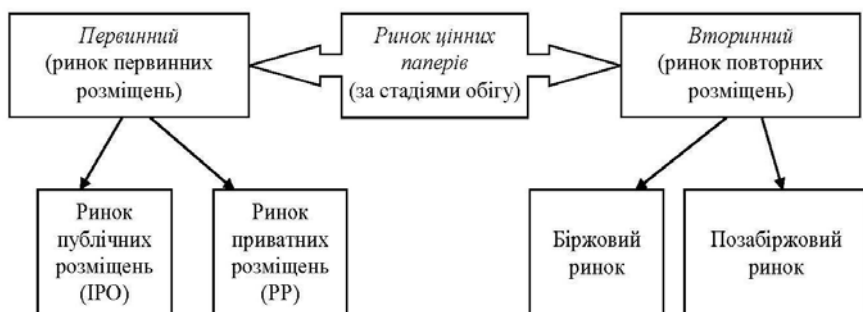 Первинний
(ринок первинних
розміщень)
Ринок цінних
паперів
(за стадіями обігу)
Вторинний
(ринок повторних
розміщень)
Ринок
публічних
розміщень
(IPO)
Ринок
приватних
розміщень
(PP)
Біржовий
ринок
Позабіржовий
ринок